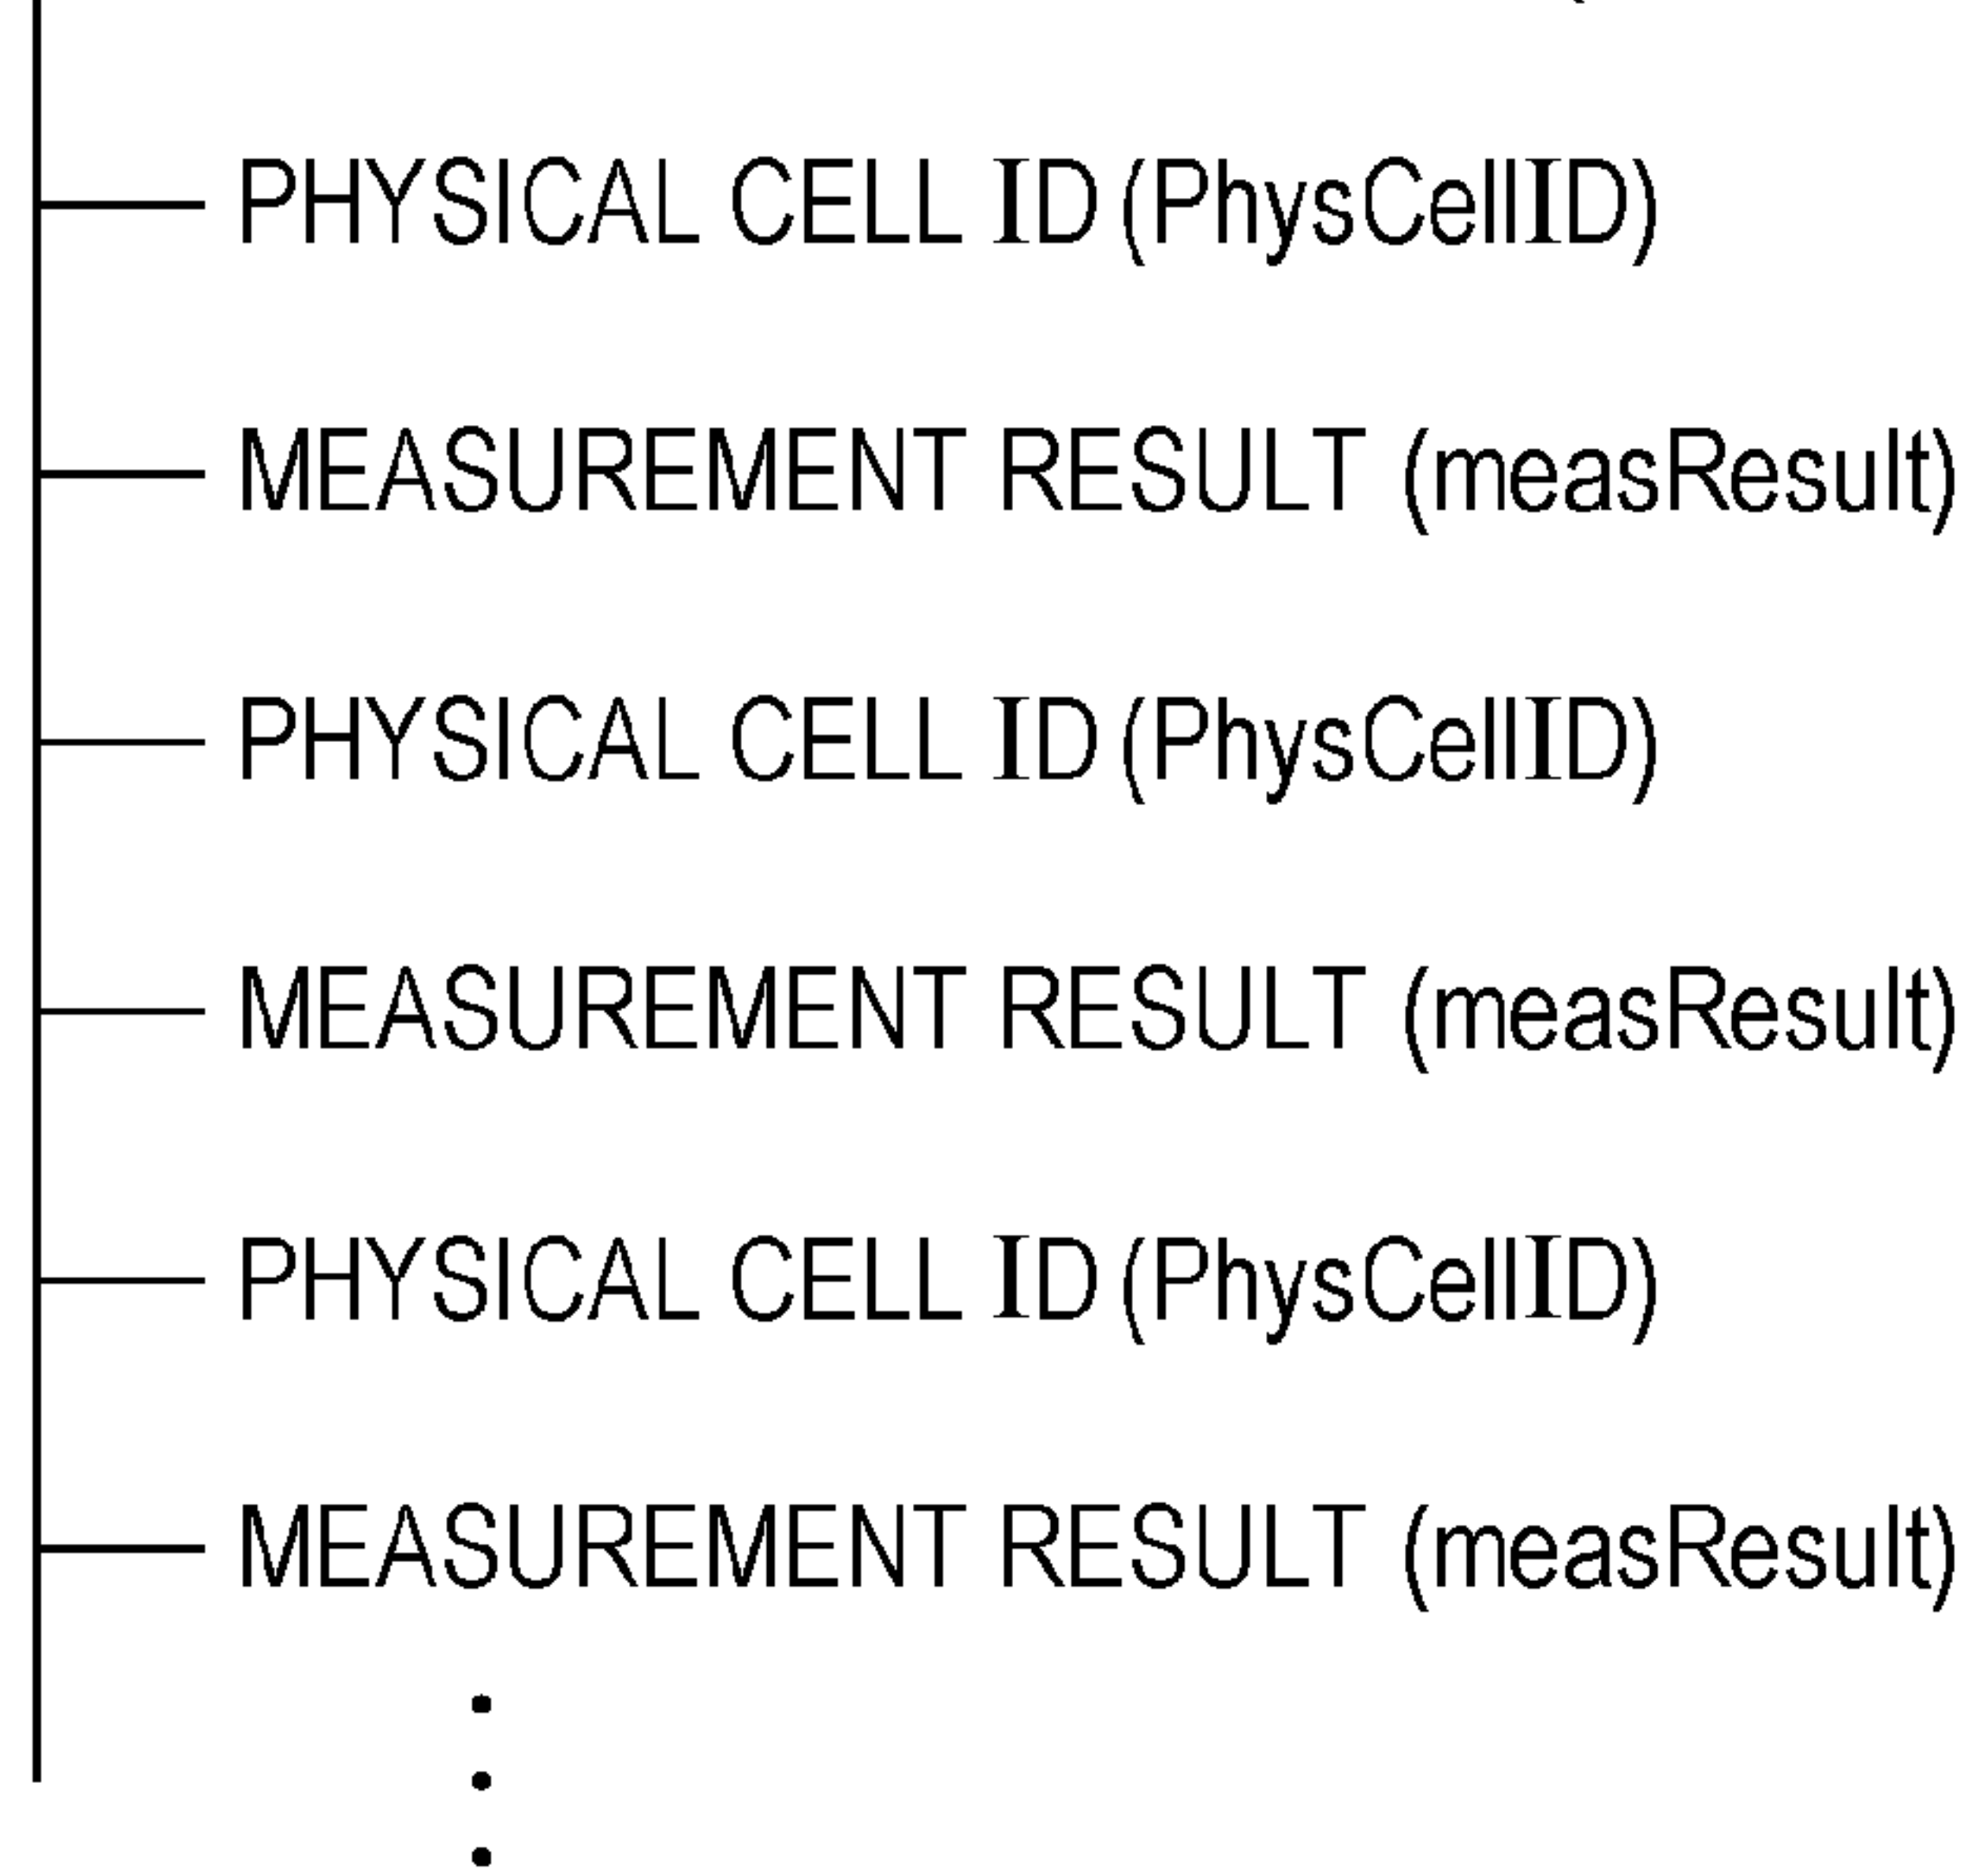 PHYSICAL CELL ID (PhysCellID)
MEASUREMENT RESULT (measResult)
PHYSICAL CELL ID (PhysCellID)
MEASUREMENT RESULT (measResult)
PHYSICAL CELL ID (PhysCellID)
MEASUREMENT RESULT (measResult)